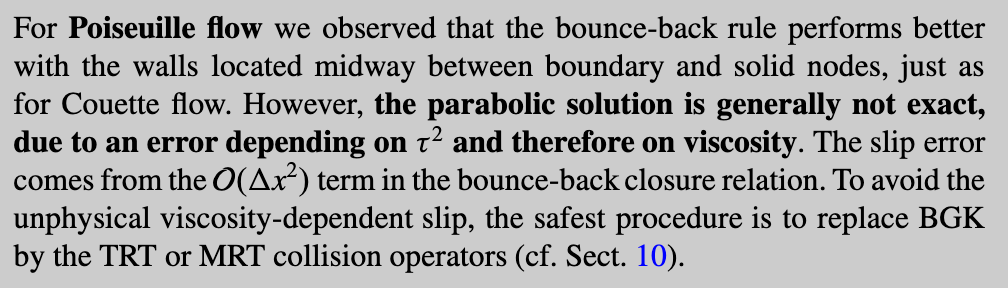 For Poiseuille flow we observed that the bounce-back rule performs better
with the walls located midway between boundary and solid nodes, just as
for Couette flow. However, the parabolic solution is generally not exact,
due to an error depending on τ² and therefore on viscosity. The slip error
comes from the O(Δx²) term in the bounce-back closure relation. To avoid the
unphysical viscosity-dependent slip, the safest procedure is to replace BGK
by the TRT or MRT collision operators (cf. Sect. 10).